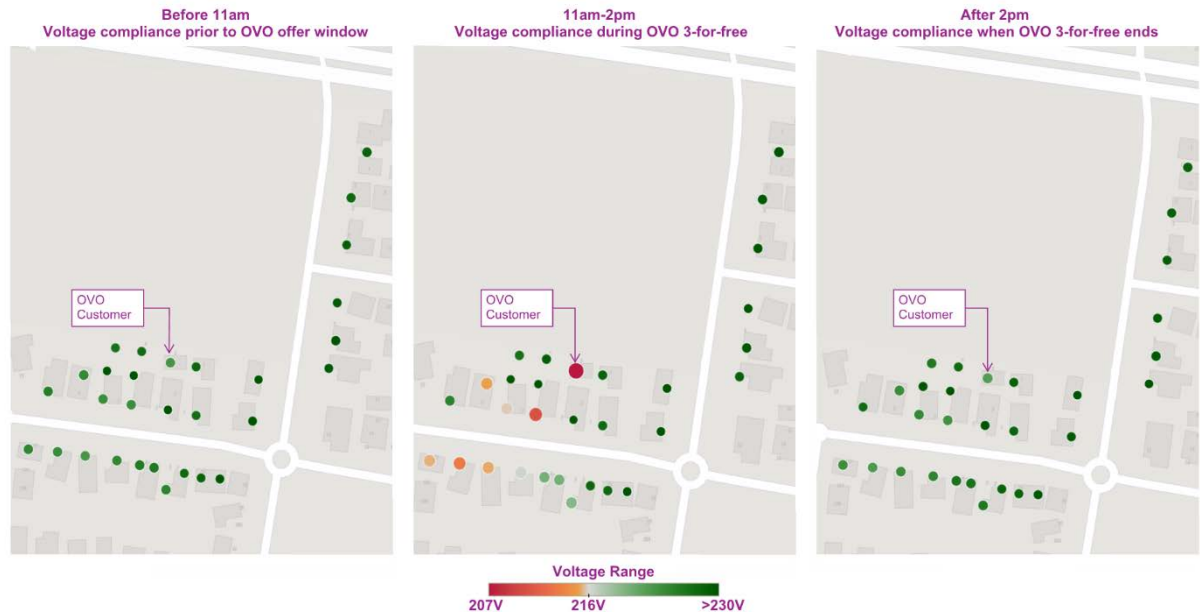 Before 11am
Voltage compliance prior to OVO offer window
11am-2pm
Voltage compliance during OVO 3-for-free
After 2pm
Voltage compliance when OVO 3-for-free ends
OVO
Customer
OVO
Customer
OVO
Customer
Voltage Range
207V 216V >230V